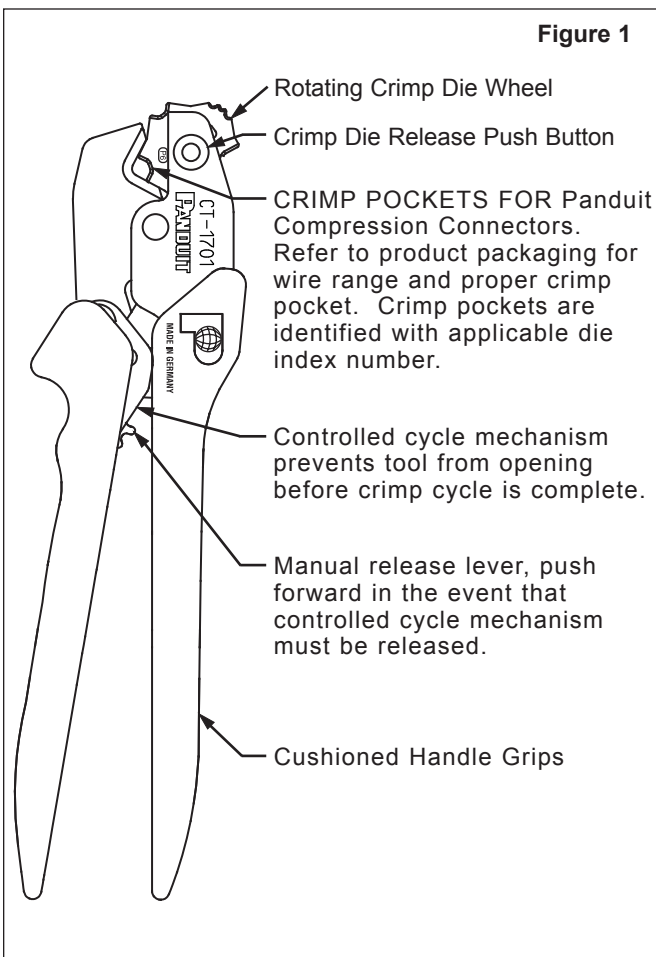 Figure 1
Rotating Crimp Die Wheel
Crimp Die Release Push Button
CRIMP POCKETS FOR Panduit
Compression Connectors.
Refer to product packaging for
wire range and proper crimp
pocket. Crimp pockets are
identified with applicable die
index number.
P6
CT-1701
PANDUIT
MADE IN GERMANY
Controlled cycle mechanism
prevents tool from opening
before crimp cycle is complete.
Manual release lever, push
forward in the event that
controlled cycle mechanism
must be released.
Cushioned Handle Grips